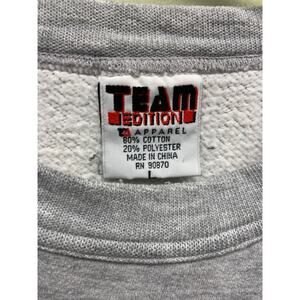 TEAM
EDITION
APPAREL
80% COTTON
20% POLYESTER
MADE IN CHINA
RN 90870
L